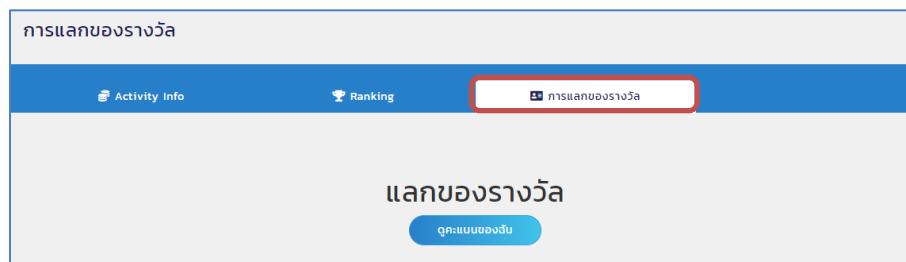 การแลกของรางวัล
Activity Info
Ranking
การแลกของรางวัล
แลกของรางวัล
ดูคะแนนของฉัน